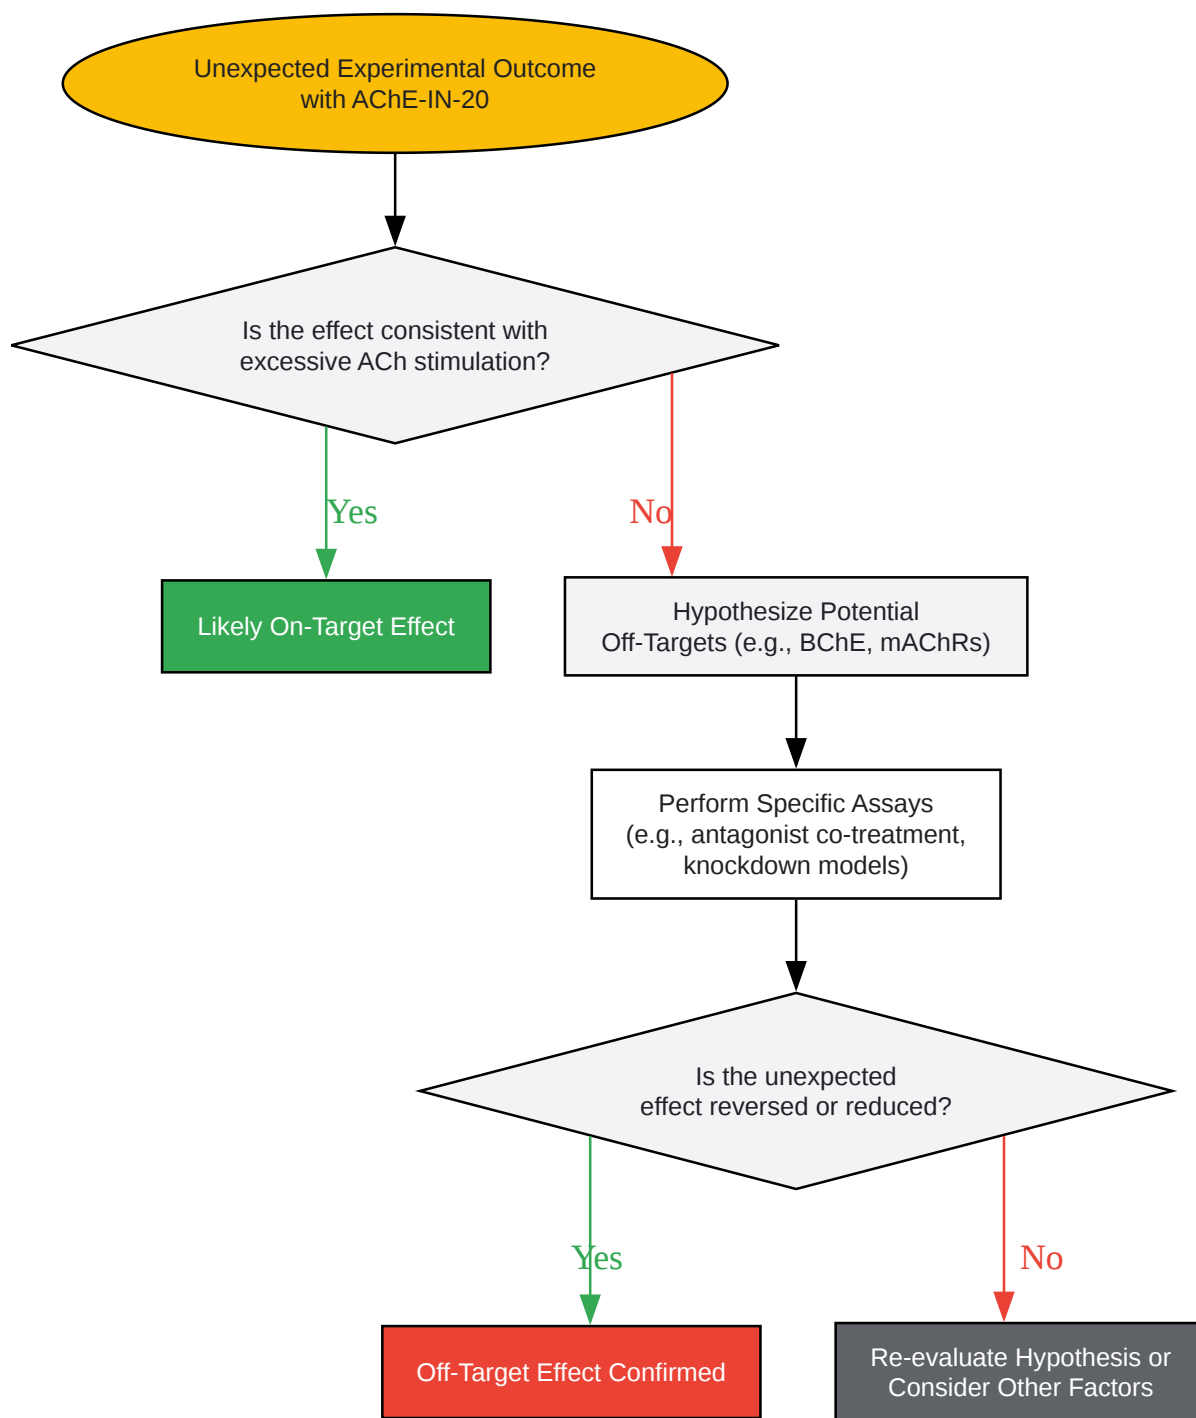 Unexpected Experimental Outcome
with AChE-IN-20
Is the effect consistent with
excessive ACh stimulation?
Yes
No
Likely On-Target Effect
Hypothesize Potential
Off-Targets (e.g., BChE, mAChRs)
Perform Specific Assays
(e.g., antagonist co-treatment,
knockdown models)
Is the unexpected
effect reversed or reduced?
Yes
No
Off-Target Effect Confirmed
Re-evaluate Hypothesis or
Consider Other Factors